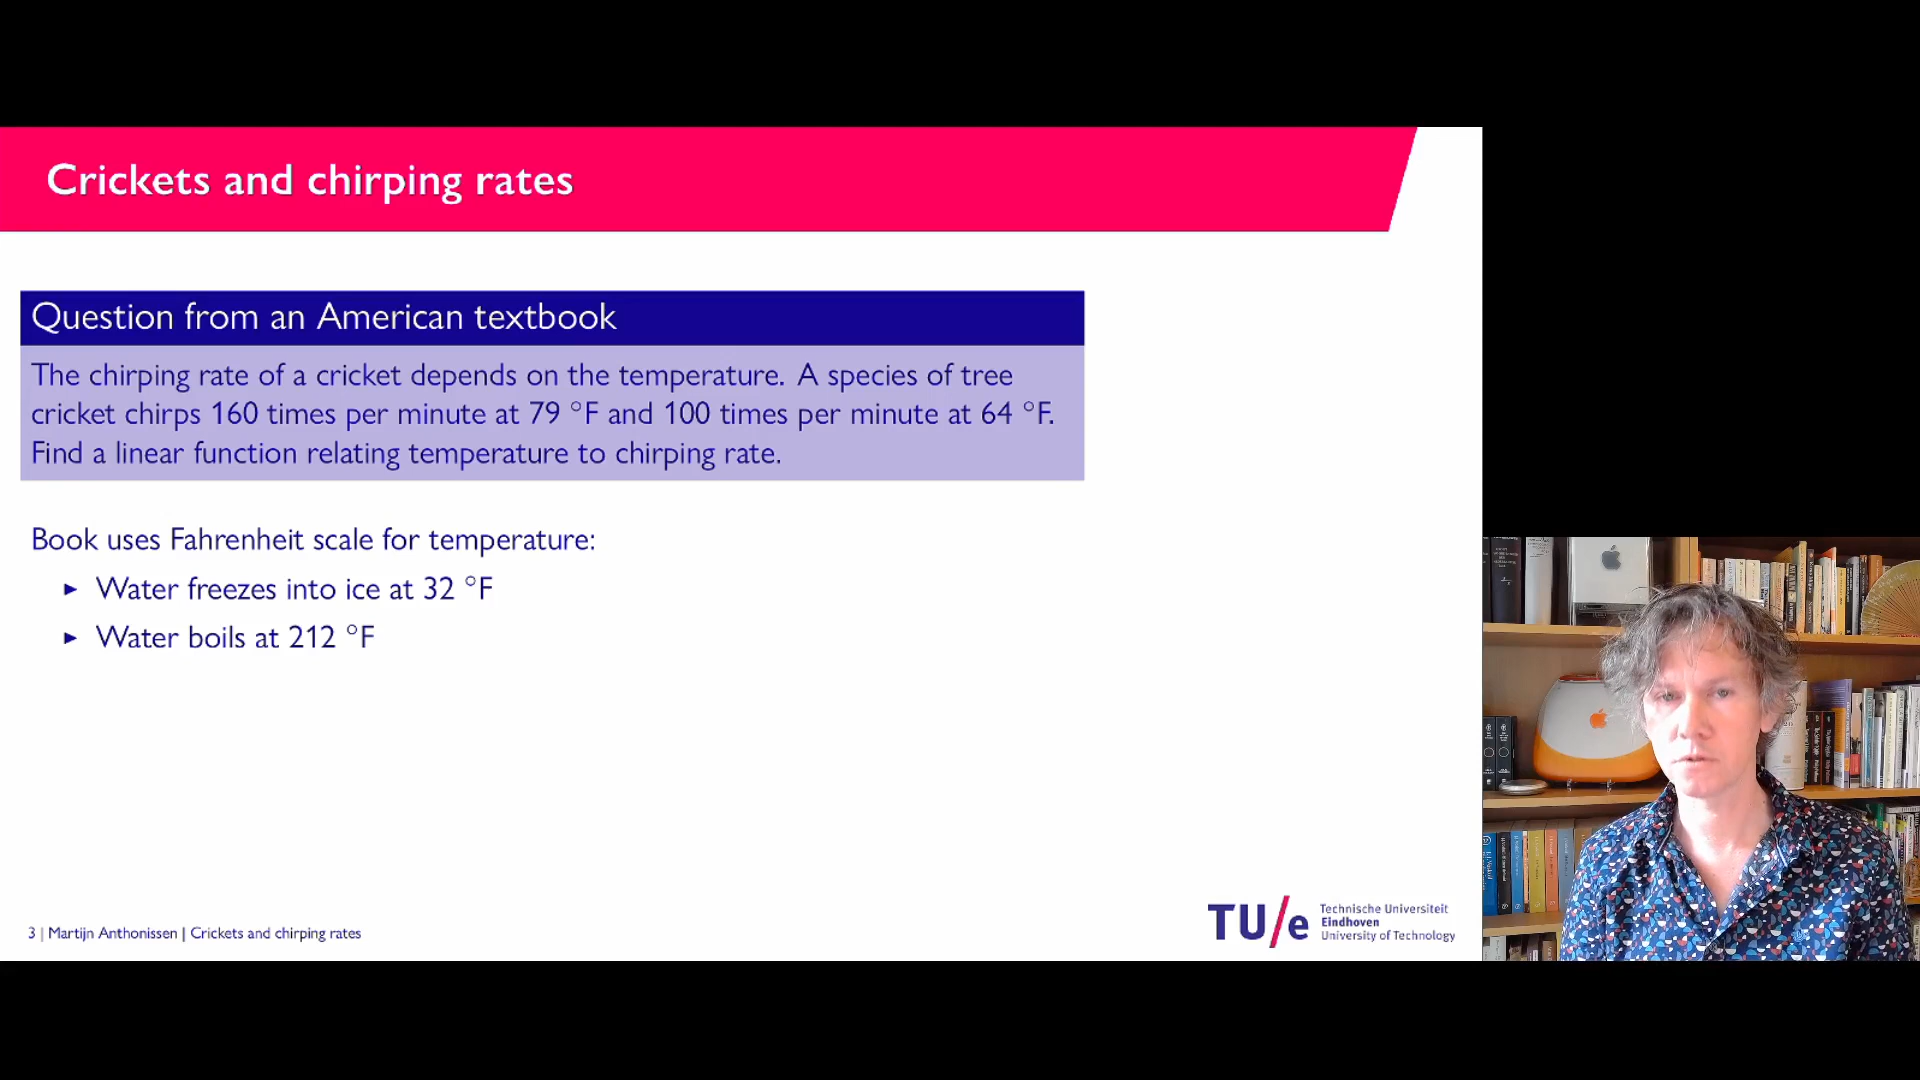 Crickets and chirping rates
Question from an American textbook
The chirping rate of a cricket depends on the temperature. A species of tree
cricket chirps 160 times per minute at 79 °F and 100 times per minute at 64 °F.
Find a linear function relating temperature to chirping rate.
Book uses Fahrenheit scale for temperature:
► Water freezes into ice at 32 °F
► Water boils at 212 °F
3 | Martijn Anthonissen | Crickets and chirping rates
TU/e
Technische Universiteit
Eindhoven
University of Technology